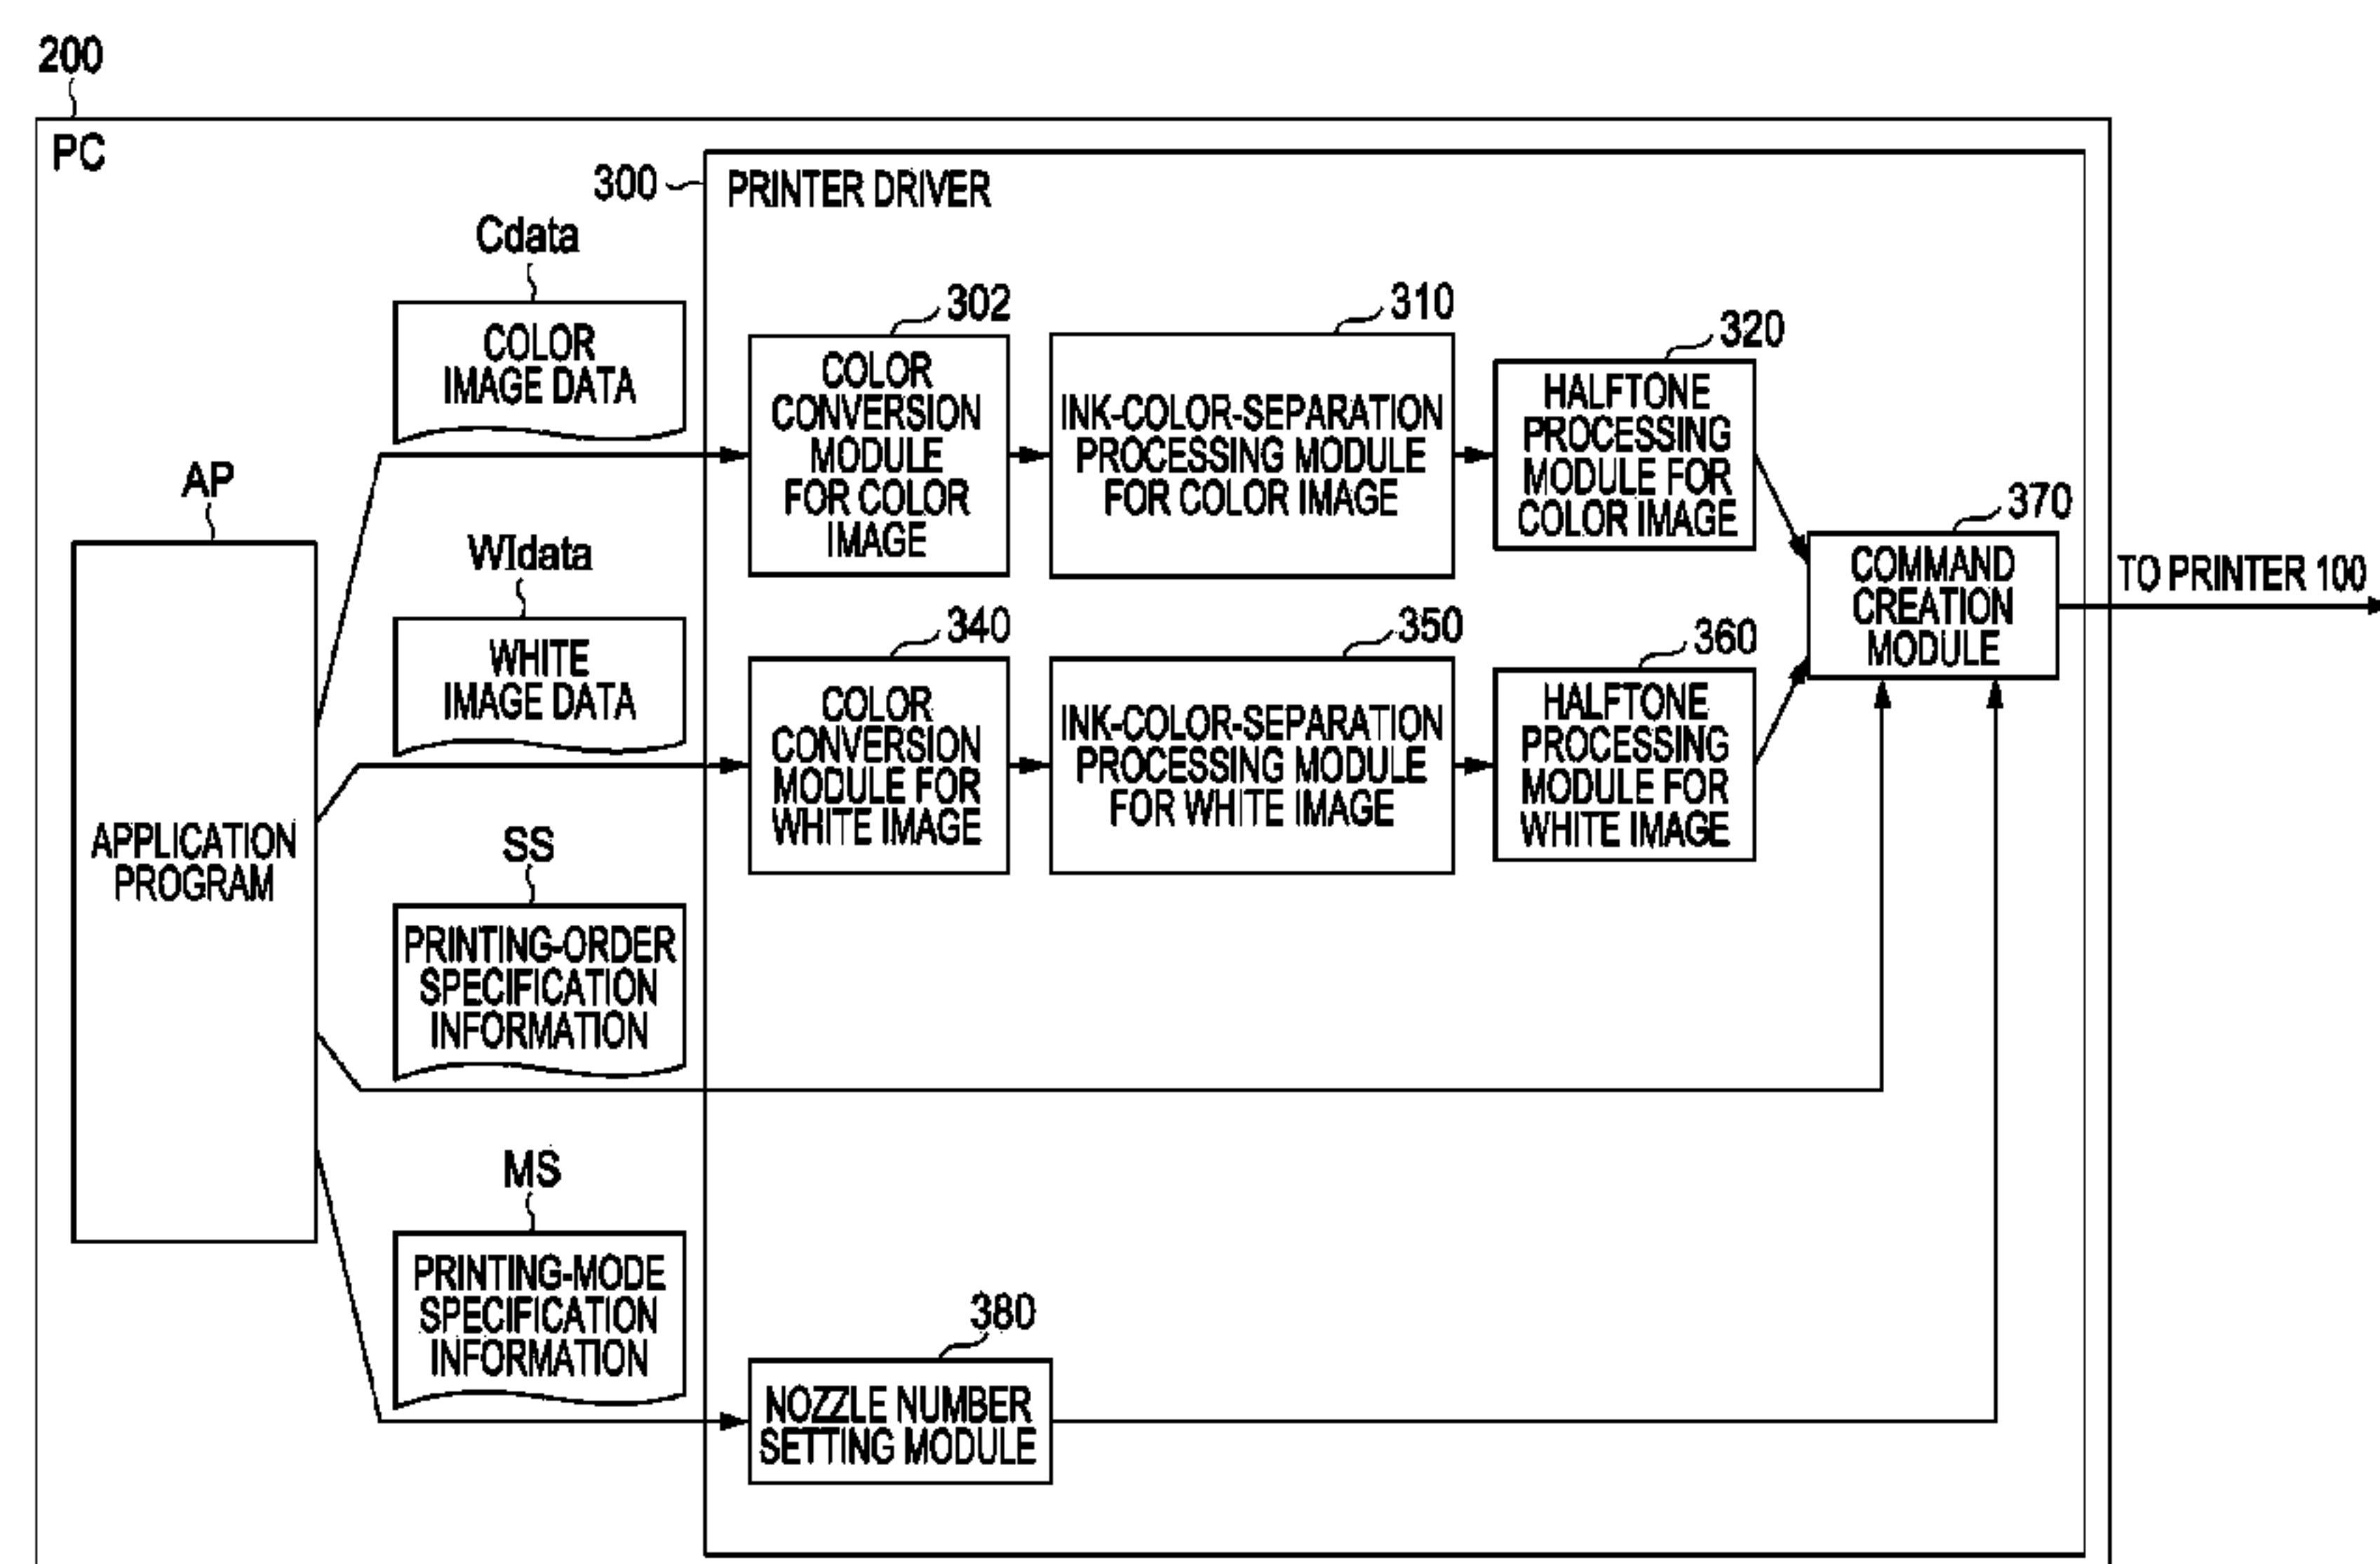 200
PC
300
PRINTER DRIVER
Cdata
COLOR
IMAGE DATA
302
COLOR
CONVERSION
MODULE
FOR COLOR
IMAGE
310
INK-COLOR-SEPARATION
PROCESSING MODULE
FOR COLOR IMAGE
320
HALFTONE
PROCESSING
MODULE FOR
COLOR IMAGE
370
COMMAND
CREATION
MODULE
TO PRINTER 100
AP
APPLICATION
PROGRAM
WIdata
WHITE
IMAGE DATA
340
COLOR
CONVERSION
MODULE FOR
WHITE IMAGE
350
INK-COLOR-SEPARATION
PROCESSING MODULE
FOR WHITE IMAGE
360
HALFTONE
PROCESSING
MODULE FOR
WHITE IMAGE
SS
PRINTING-ORDER
SPECIFICATION
INFORMATION
MS
PRINTING-MODE
SPECIFICATION
INFORMATION
380
NOZZLE NUMBER
SETTING MODULE